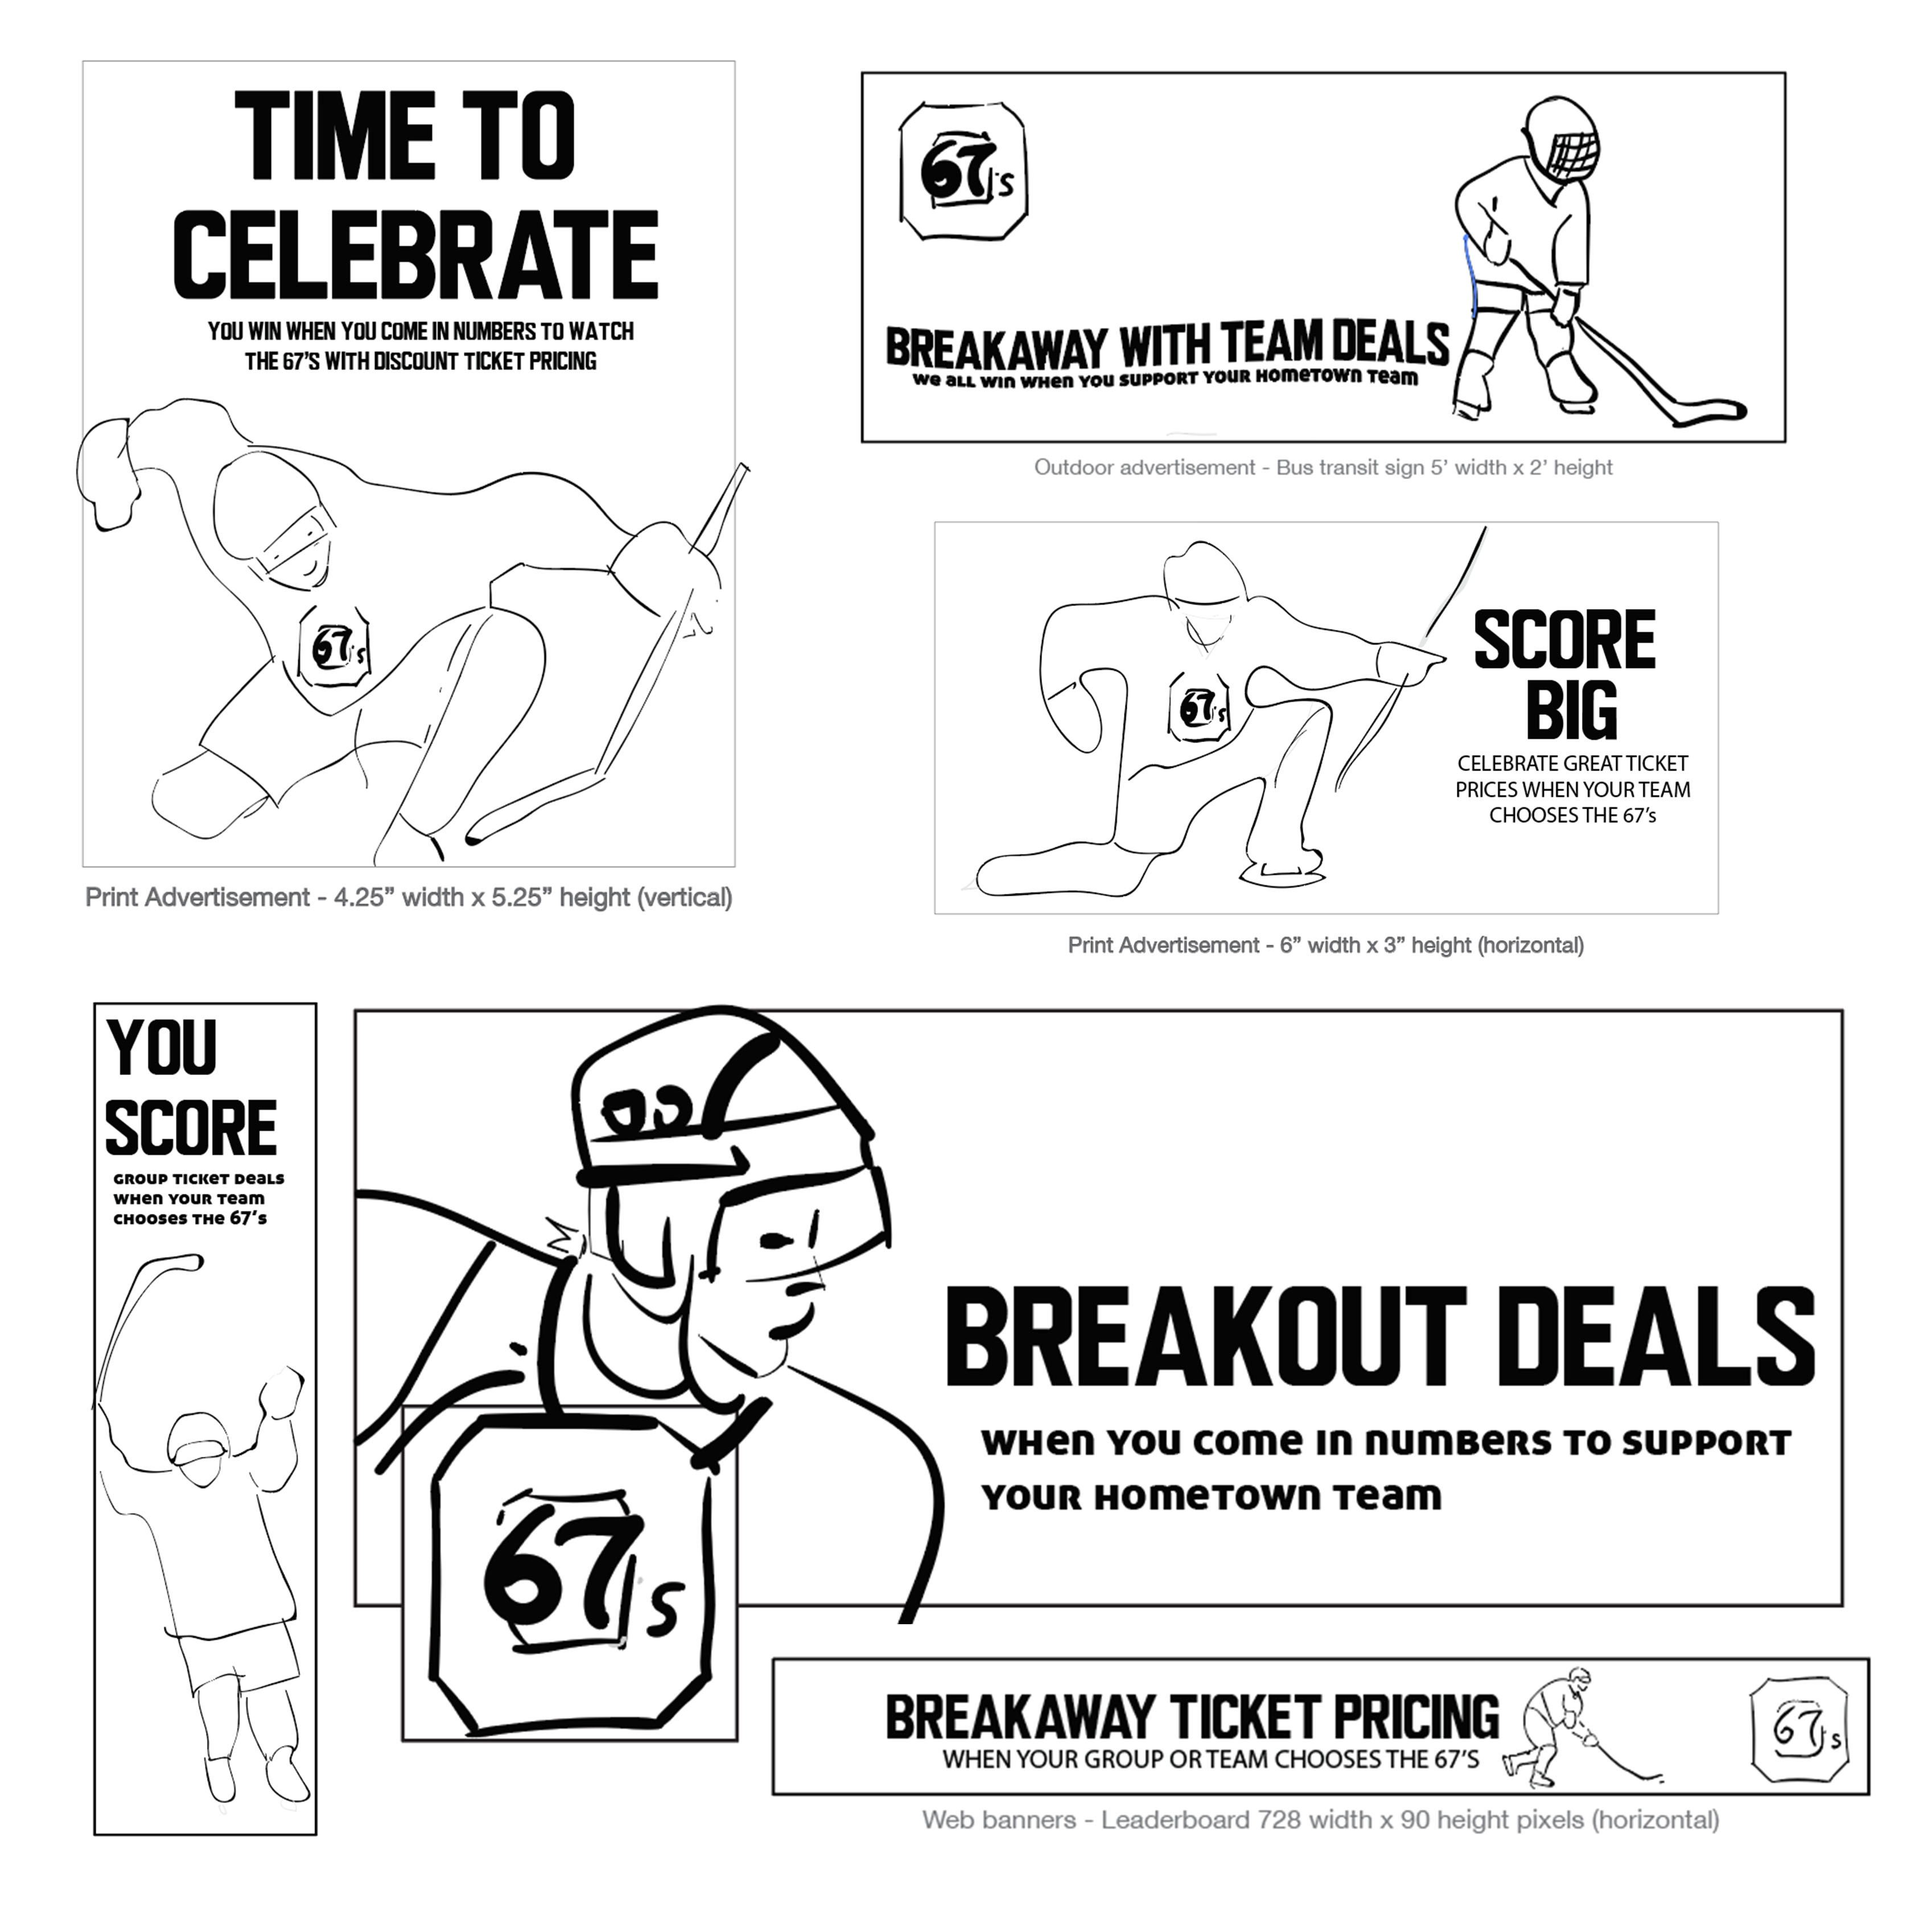 TIME TO
CELEBRATE
YOU WIN WHEN YOU COME IN NUMBERS TO WATCH
THE 67'S WITH DISCOUNT TICKET PRICING
67's
Print Advertisement - 4.25” width x 5.25” height (vertical)
67's
BREAKAWAY WITH TEAM DEALS
we all win when you support your hometown team
Outdoor advertisement - Bus transit sign 5’ width x 2’ height
67's
SCORE
BIG
CELEBRATE GREAT TICKET
PRICES WHEN YOUR TEAM
CHOOSES THE 67’s
Print Advertisement - 6” width x 3” height (horizontal)
YOU
SCORE
group ticket deals
when your team
chooses the 67’s
BREAKOUT DEALS
when you come in numbers to support
your hometown team
67's
BREAKAWAY TICKET PRICING
WHEN YOUR GROUP OR TEAM CHOOSES THE 67’S
67's
Web banners - Leaderboard 728 width x 90 height pixels (horizontal)